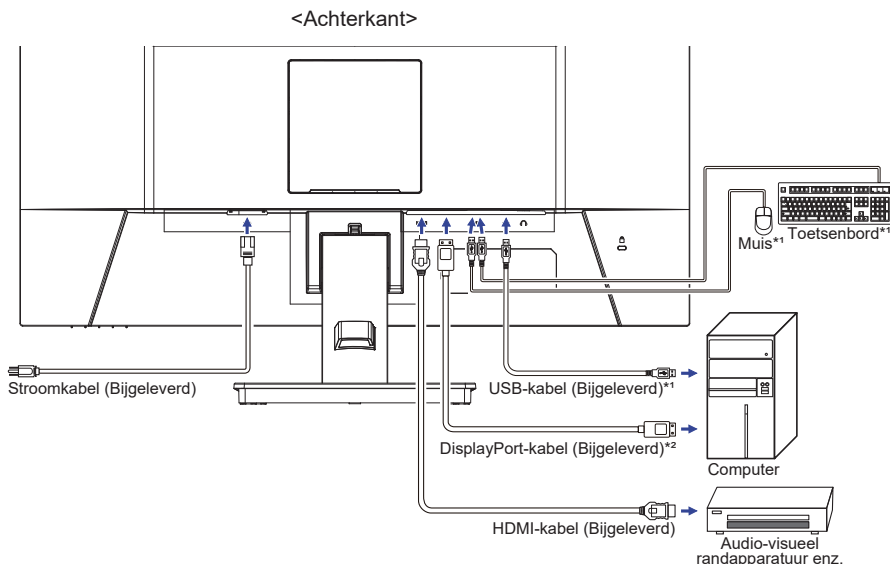 <Achterkant>
Muis*1
Toetsenbord*1
Stroomkabel (Bijgeleverd)
USB-kabel (Bijgeleverd)*1
DisplayPort-kabel (Bijgeleverd)*2
Computer
HDMI-kabel (Bijgeleverd)
Audio-visueel
randapparatuur enz.